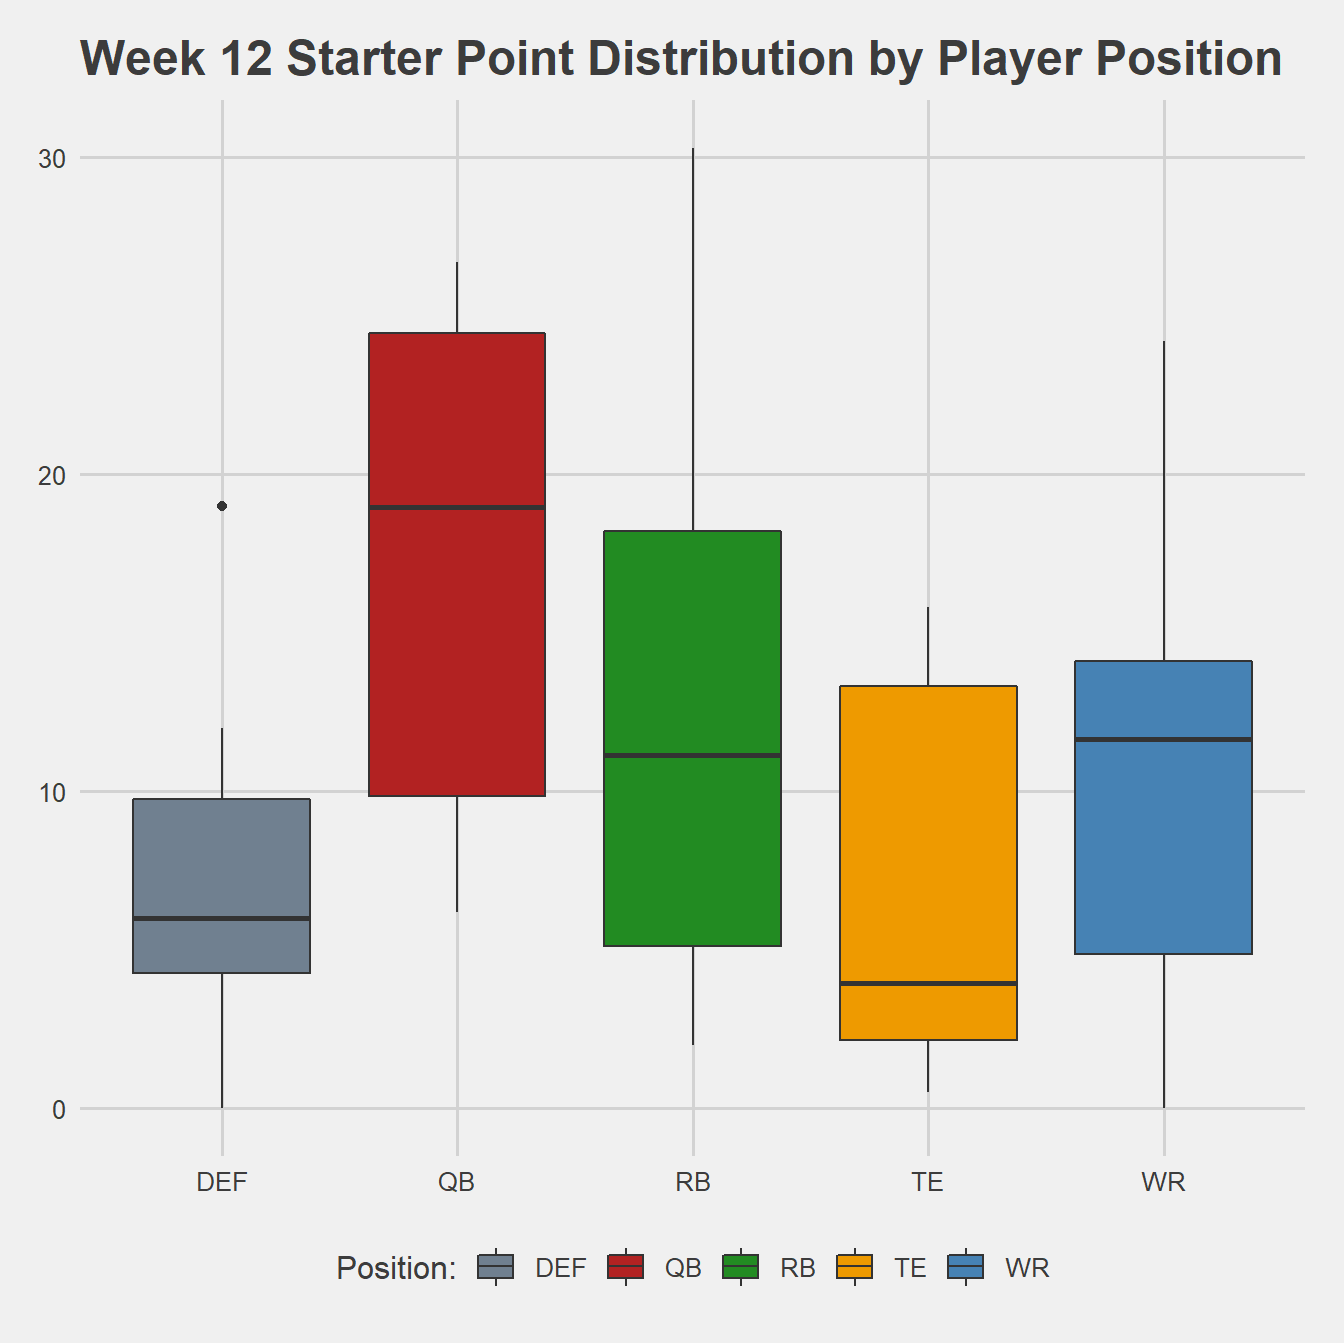 Week 12 Starter Point Distribution by Player Position
30
20
10
0
DEF QB RB TE WR
Position: DEF QB RB TE WR